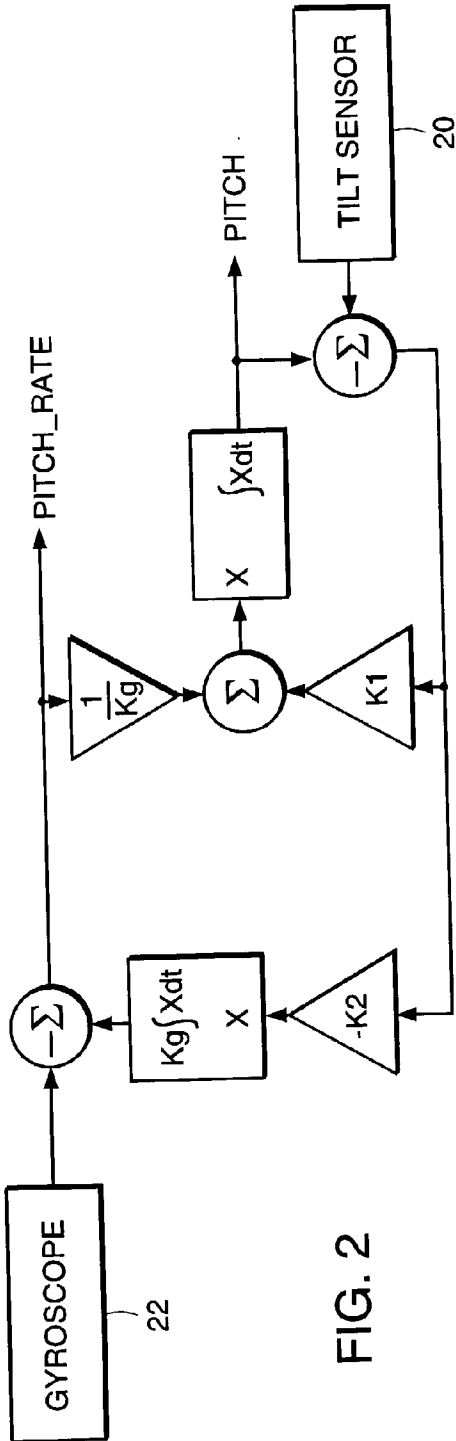 GYROSCOPE
22
−Σ
PITCH_RATE
Kg∫Xdt
X
-K2
1/Kg
Σ
K1
X ∫Xdt
PITCH
−Σ
TILT SENSOR
20
FIG. 2